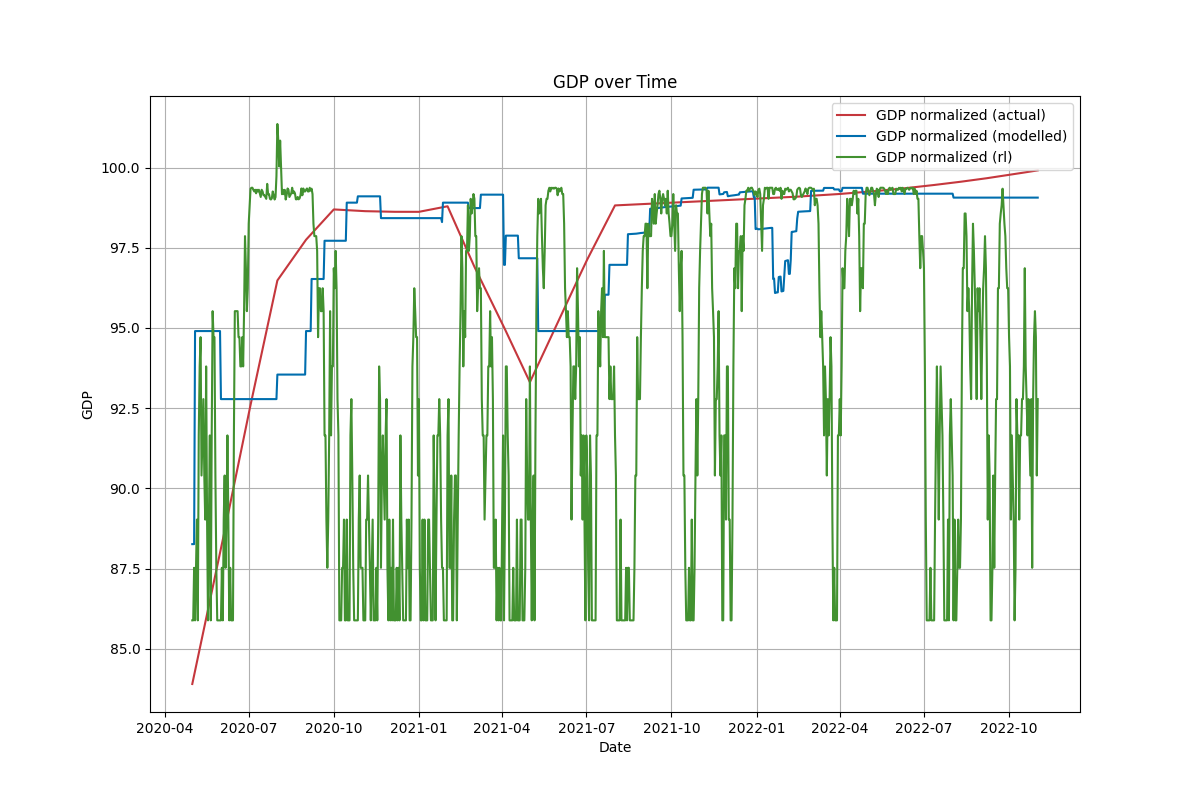 GDP over Time
GDP normalized (actual)
GDP normalized (modelled)
GDP normalized (rl)
100.0
97.5
95.0
92.5
90.0
87.5
85.0
GDP
2020-04 2020-07 2020-10 2021-01 2021-04 2021-07 2021-10 2022-01 2022-04 2022-07 2022-10
Date